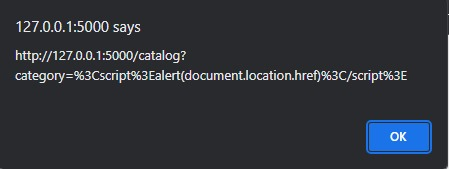 127.0.0.1:5000 says
http://127.0.0.1:5000/catalog?
category=%3Cscript%3Ealert(document.location.href)%3C/script%3E
OK